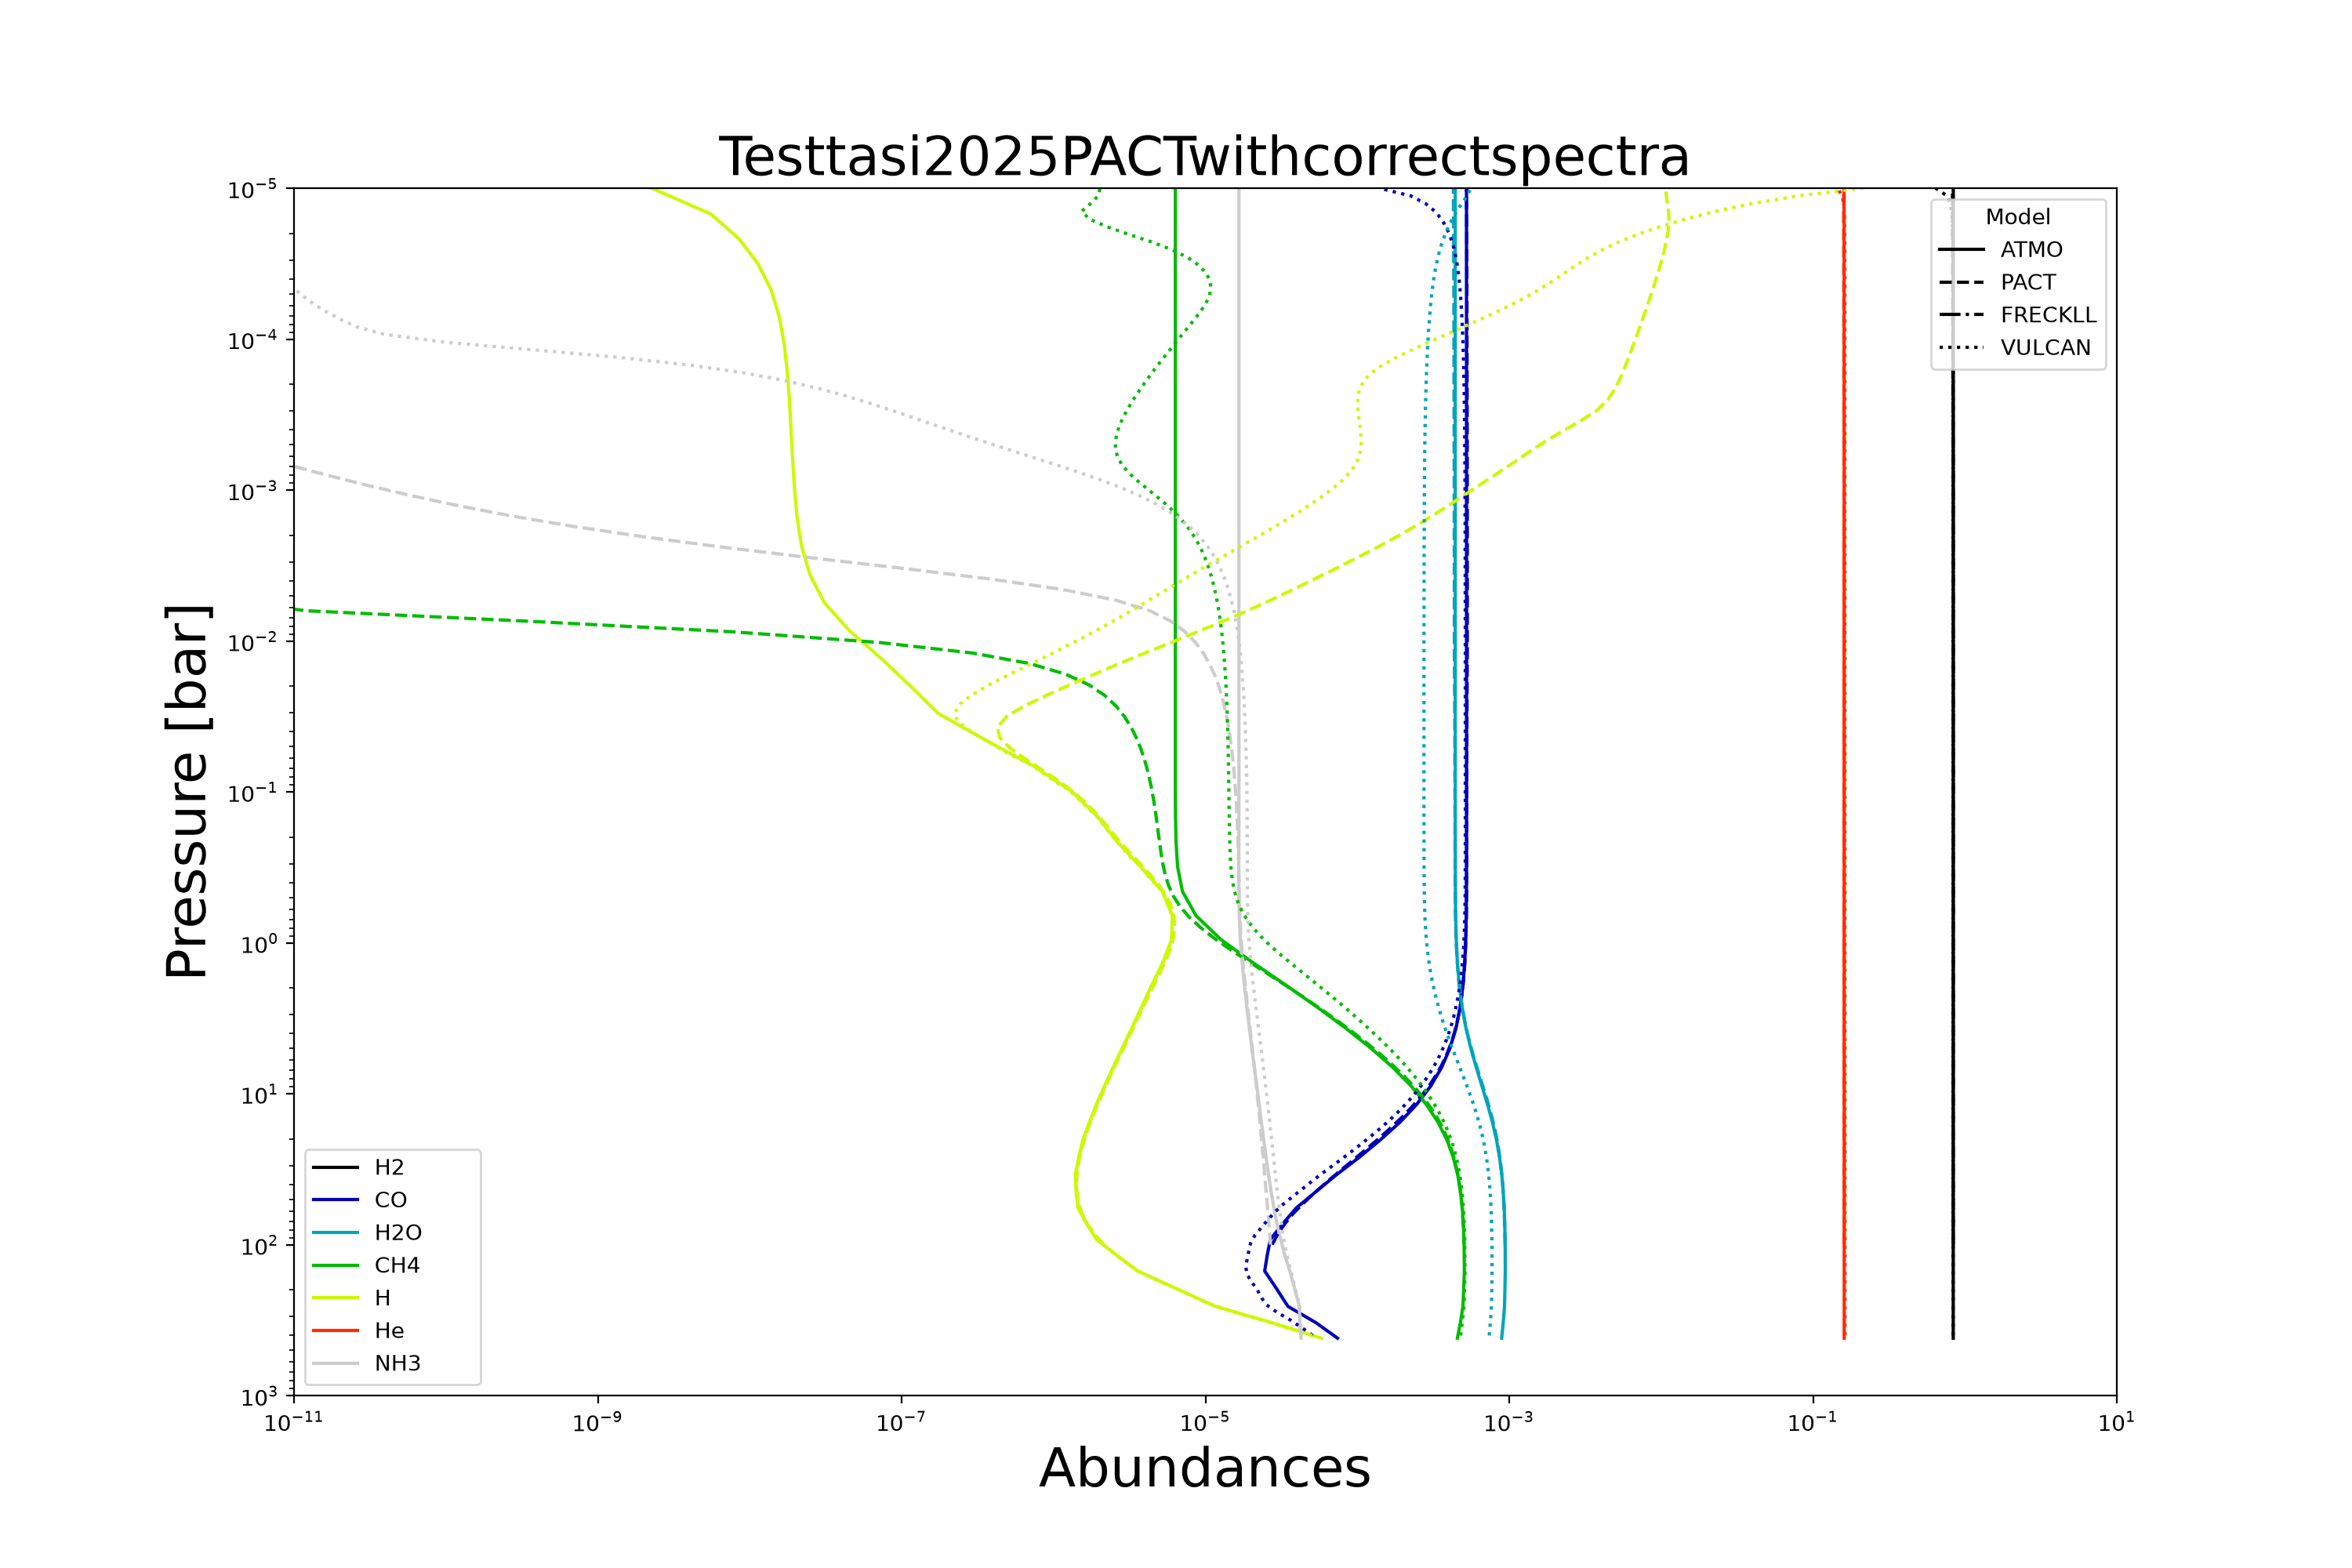 Testtasi2025PACTwithcorrectspectra
Pressure [bar]
10⁻⁵
10⁻⁴
10⁻³
10⁻²
10⁻¹
10⁰
10¹
10²
10³
Model
ATMO
PACT
FRECKLL
VULCAN
H2
CO
H2O
CH4
H
He
NH3
10⁻¹¹ 10⁻⁹ 10⁻⁷ 10⁻⁵ 10⁻³ 10⁻¹ 10¹
Abundances